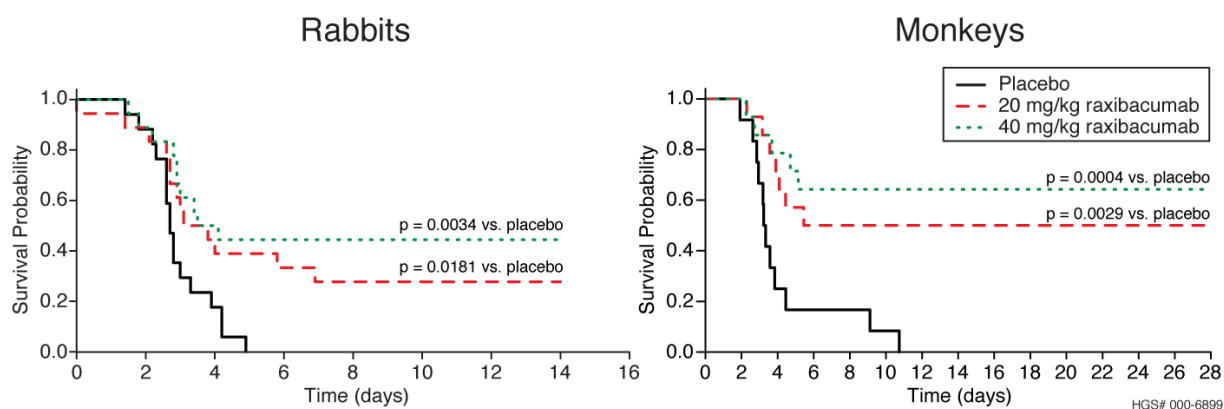 Rabbits
Survival Probability
1.0
0.8
0.6
0.4
0.2
0.0
p = 0.0034 vs. placebo
p = 0.0181 vs. placebo
0 2 4 6 8 10 12 14 16
Time (days)
Monkeys
Placebo
20 mg/kg raxibacumab
40 mg/kg raxibacumab
Survival Probability
1.0
0.8
0.6
0.4
0.2
0.0
p = 0.0004 vs. placebo
p = 0.0029 vs. placebo
0 2 4 6 8 10 12 14 16 18 20 22 24 26 28
Time (days)
HGS# 000-6899